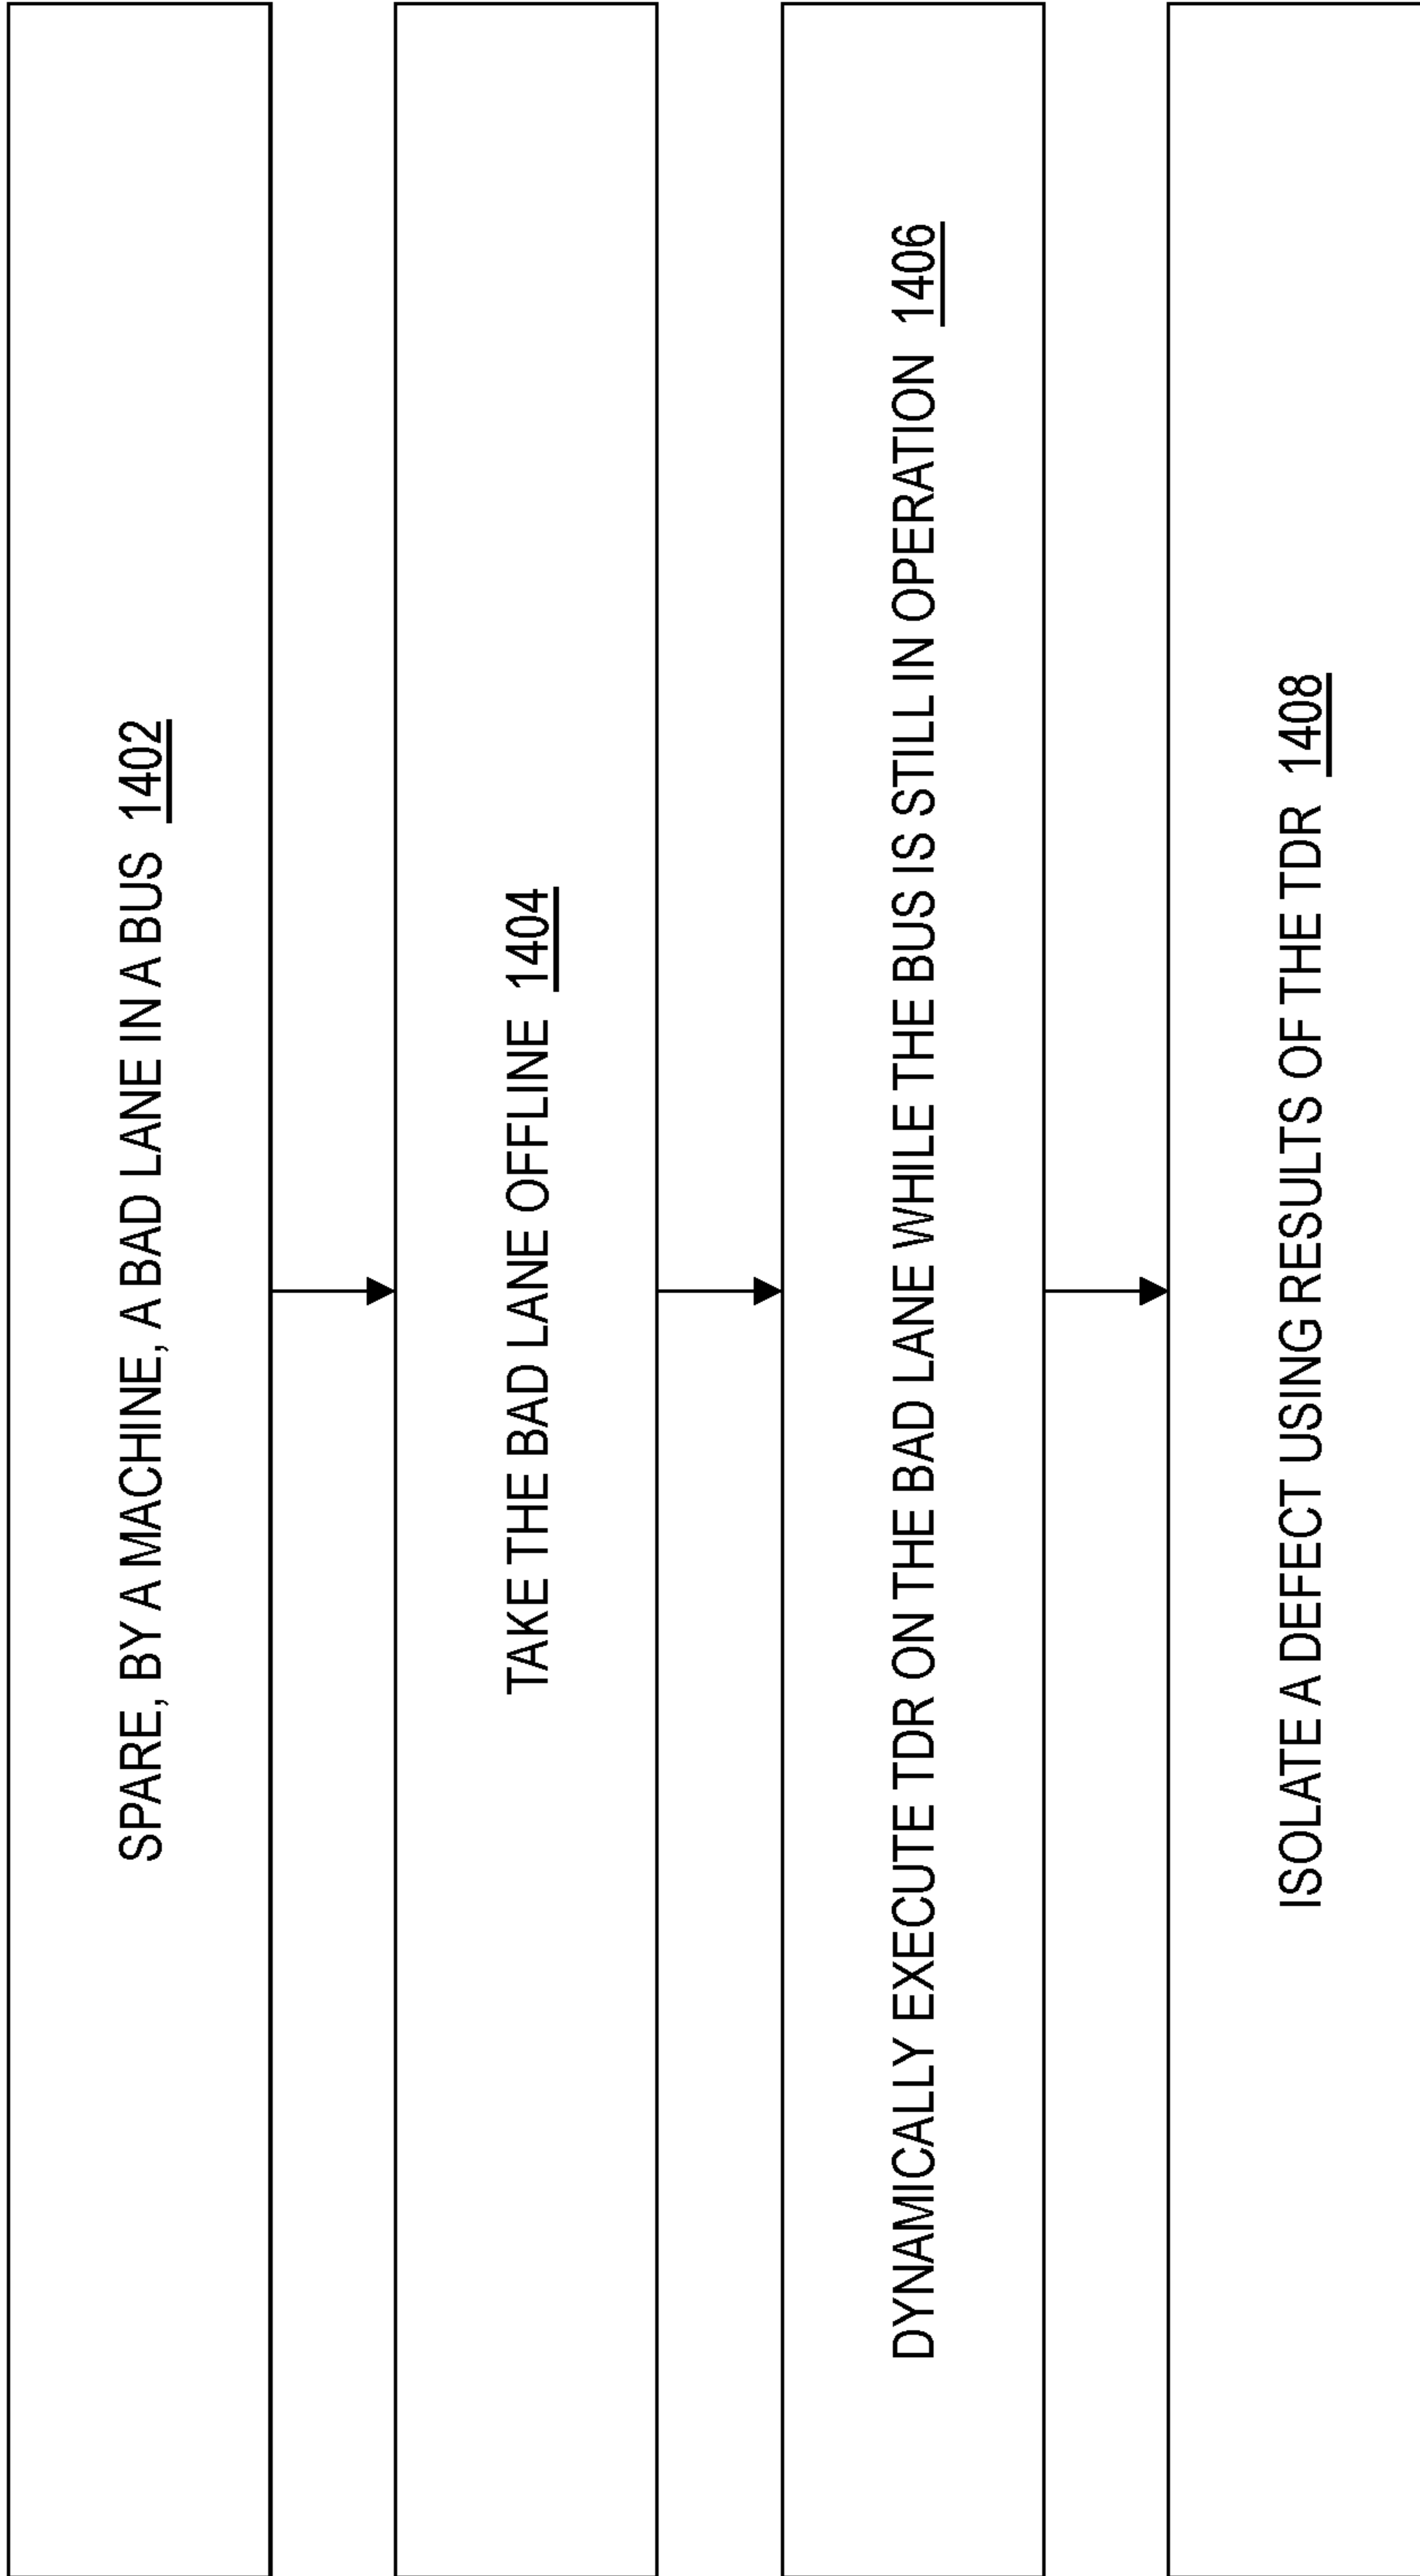 SPARE, BY A MACHINE, A BAD LANE IN A BUS 1402
TAKE THE BAD LANE OFFLINE 1404
DYNAMICALLY EXECUTE TDR ON THE BAD LANE WHILE THE BUS IS STILL IN OPERATION 1406
ISOLATE A DEFECT USING RESULTS OF THE TDR 1408